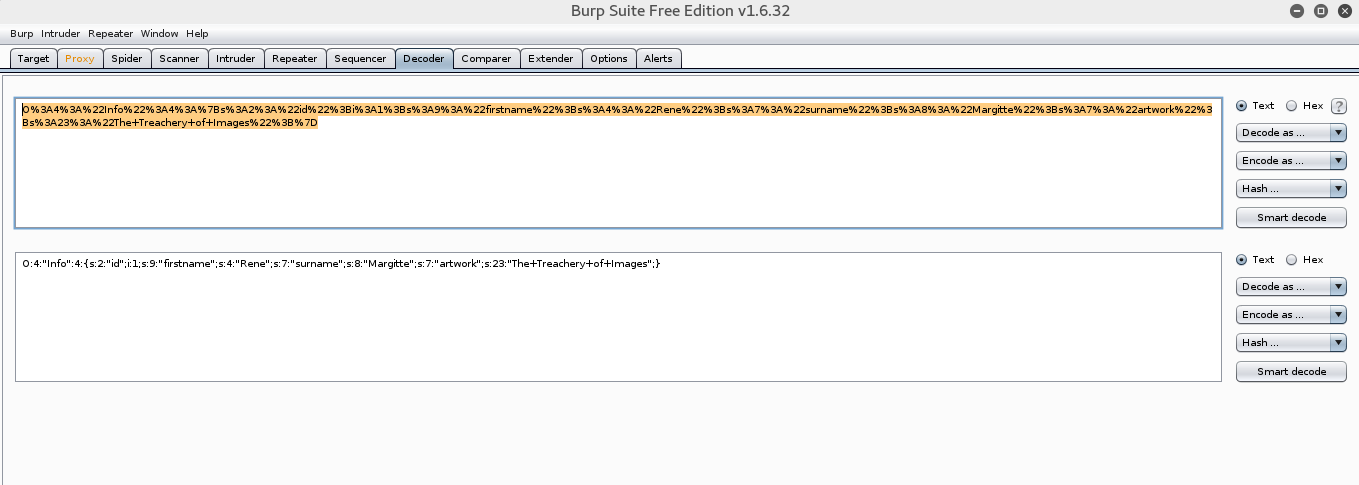 Burp Suite Free Edition v1.6.32
Burp Intruder Repeater Window Help
Target Proxy Spider Scanner Intruder Repeater Sequencer Decoder Comparer Extender Options Alerts
O%3A4%3A%22Info%22%3A4%3A%7Bs%3A2%3A%22id%22%3Bi%3A1%3Bs%3A9%3A%22firstname%22%3Bs%3A4%3A%22Rene%22%3Bs%3A7%3A%22surname%22%3Bs%3A8%3A%22Margitte%22%3Bs%3A7%3A%22artwork%22%3
Bs%3A23%3A%22The+Treachery+of+Images%22%3B%7D
Text Hex ?
Decode as ...
Encode as ...
Hash ...
Smart decode
O:4:"Info":4:{s:2:"id";i:1;s:9:"firstname";s:4:"Rene";s:7:"surname";s:8:"Margitte";s:7:"artwork";s:23:"The+Treachery+of+Images";}
Text Hex
Decode as ...
Encode as ...
Hash ...
Smart decode